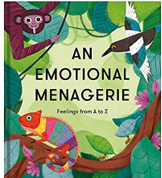 AN
EMOTIONAL
MENAGERIE
Feelings from A to Z